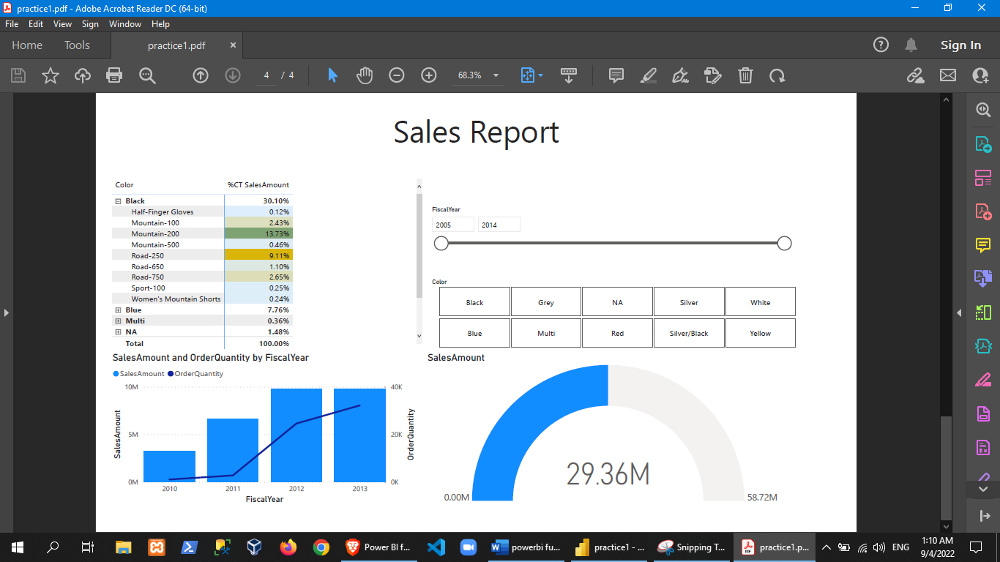 practice1.pdf - Adobe Acrobat Reader DC (64-bit)
File Edit View Sign Window Help
Home Tools practice1.pdf Sign In
4 / 4 68.3%
Sales Report
Color %CT SalesAmount
Black 30.10%
Half-Finger Gloves 0.12%
Mountain-100 2.43%
Mountain-200 13.73%
Mountain-500 0.46%
Road-250 9.11%
Road-650 1.10%
Road-750 2.65%
Sport-100 0.25%
Women's Mountain Shorts 0.24%
Blue 7.76%
Multi 0.36%
NA 1.48%
Total 100.00%
FiscalYear
2005 2014
Color
Black Grey NA Silver White
Blue Multi Red Silver/Black Yellow
SalesAmount and OrderQuantity by FiscalYear
SalesAmount OrderQuantity
10M 40K
5M 20K
0M 0K
SalesAmount
OrderQuantity
2010 2011 2012 2013
FiscalYear
SalesAmount
29.36M
0.00M 58.72M
Power BI f... powerbi fu... practice1 - ... Snipping T... practice1.p... ENG 1:10 AM
9/4/2022